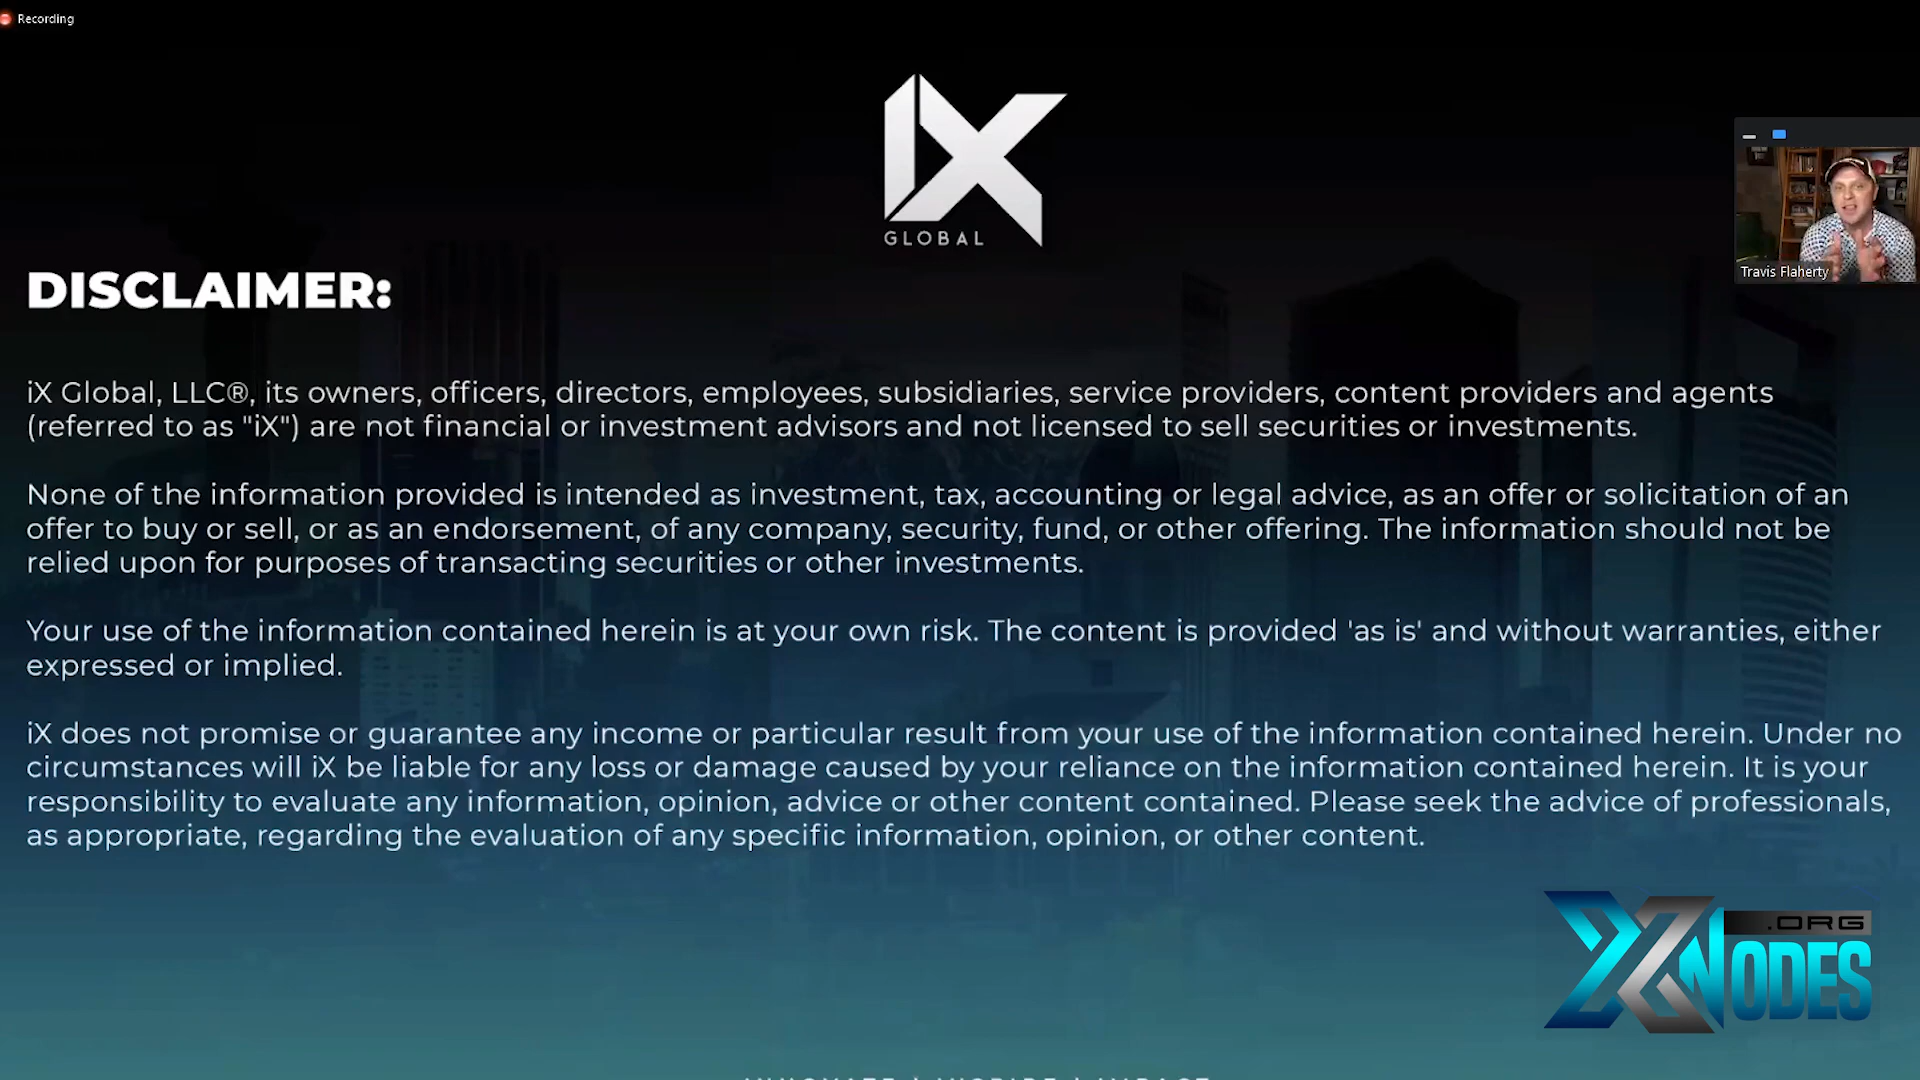 Recording
IX
GLOBAL
Travis Flaherty
DISCLAIMER:
iX Global, LLC®, its owners, officers, directors, employees, subsidiaries, service providers, content providers and agents
(referred to as "iX") are not financial or investment advisors and not licensed to sell securities or investments.
None of the information provided is intended as investment, tax, accounting or legal advice, as an offer or solicitation of an
offer to buy or sell, or as an endorsement, of any company, security, fund, or other offering. The information should not be
relied upon for purposes of transacting securities or other investments.
Your use of the information contained herein is at your own risk. The content is provided 'as is' and without warranties, either
expressed or implied.
iX does not promise or guarantee any income or particular result from your use of the information contained herein. Under no
circumstances will iX be liable for any loss or damage caused by your reliance on the information contained herein. It is your
responsibility to evaluate any information, opinion, advice or other content contained. Please seek the advice of professionals,
as appropriate, regarding the evaluation of any specific information, opinion, or other content.
.ORG
XNODES